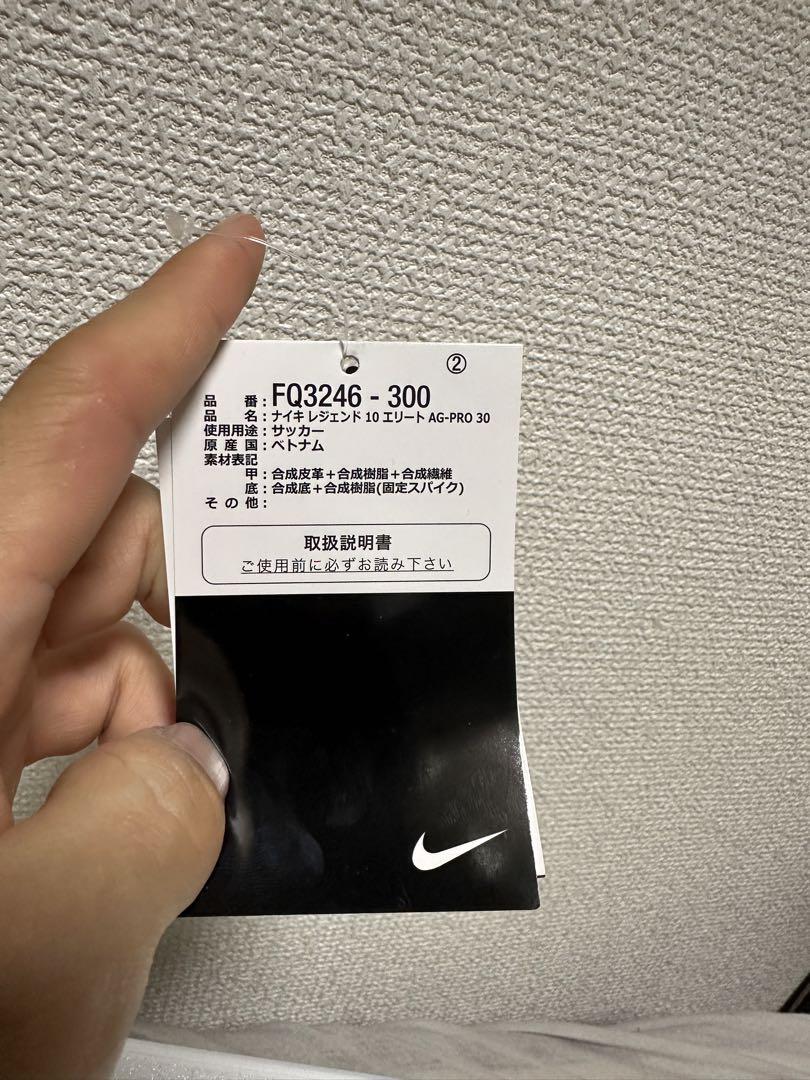 ②
品 番：FQ3246 - 300
品 名：ナイキ レジェンド 10 エリート AG-PRO 30
使用用途：サッカー
原 産 国：ベトナム
素材表記
甲：合成皮革＋合成樹脂＋合成繊維
底：合成底＋合成樹脂(固定スパイク)
そ の 他：
取扱説明書
ご使用前に必ずお読み下さい